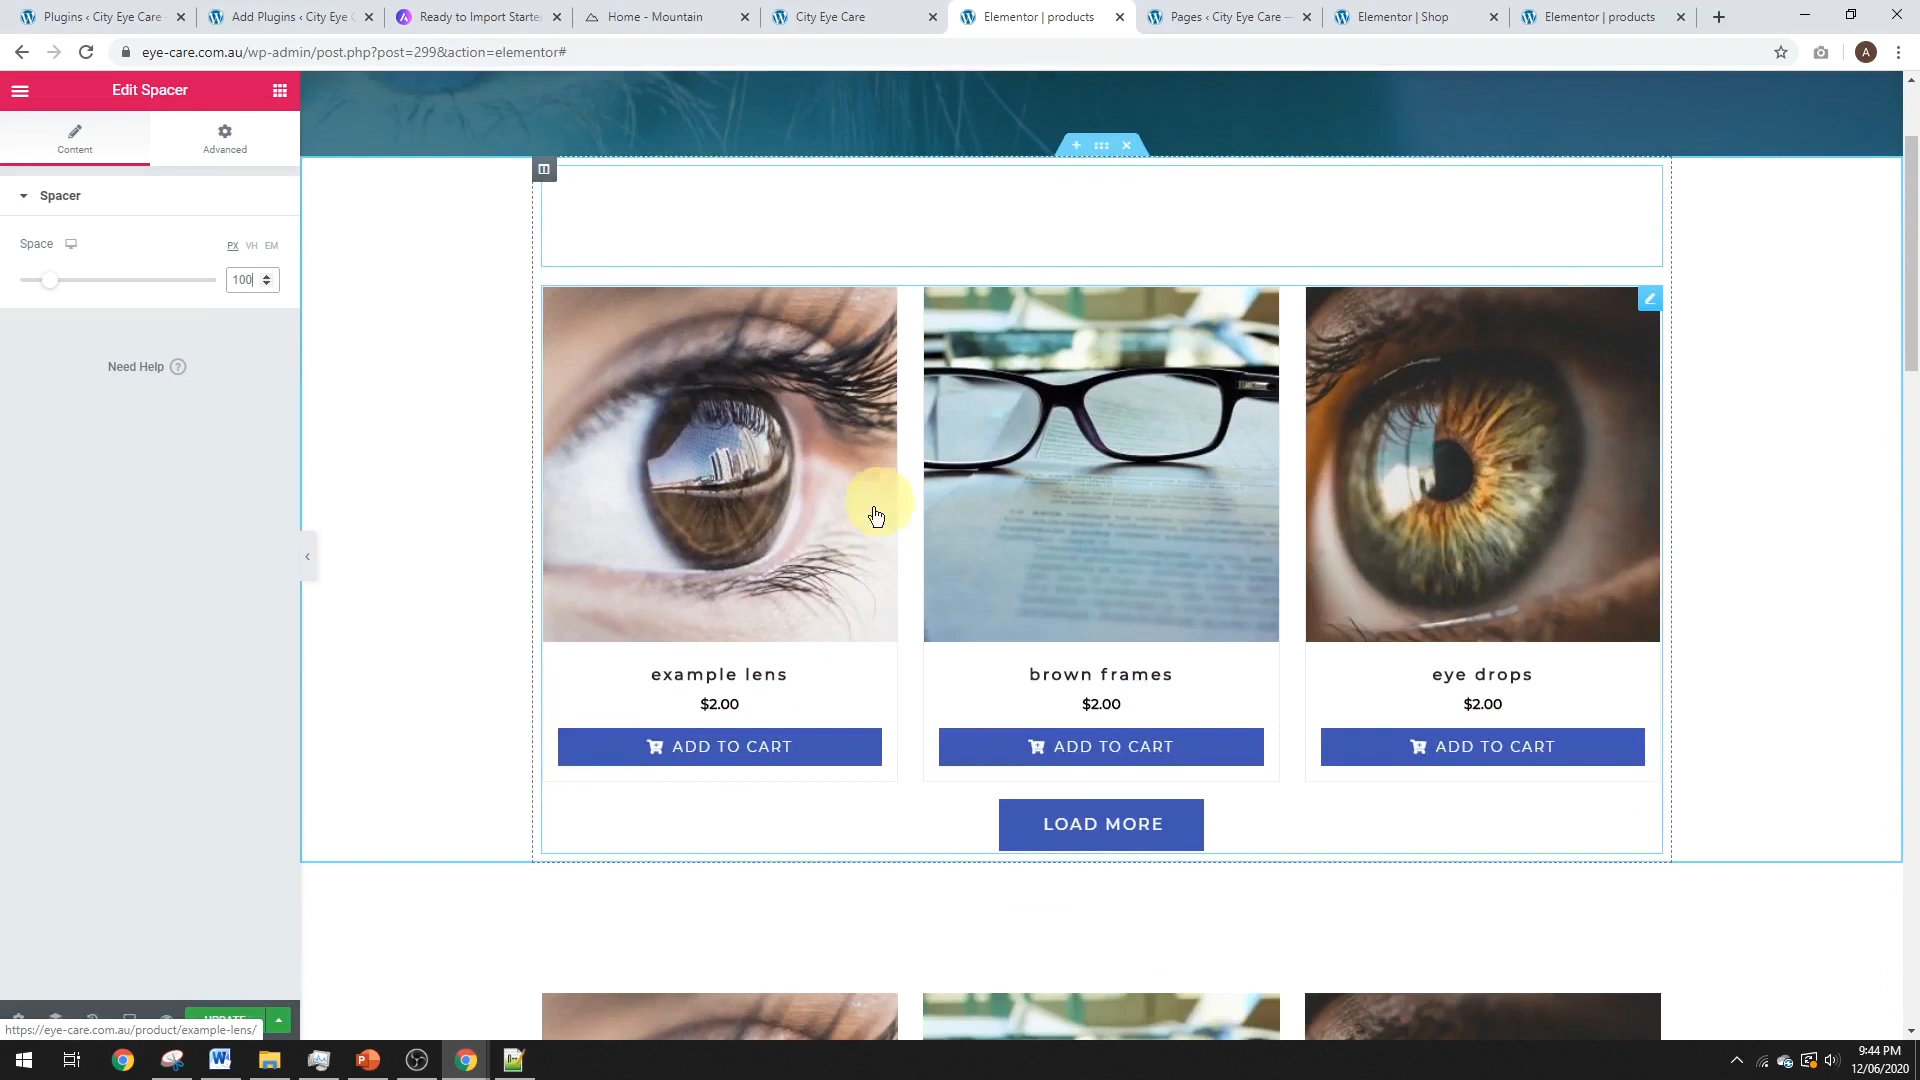 Plugins ‹ City Eye Care
Add Plugins ‹ City Eye
Ready to Import Starte
Home - Mountain
City Eye Care
Elementor | products
Pages ‹ City Eye Care —
Elementor | Shop
Elementor | products
eye-care.com.au/wp-admin/post.php?post=299&action=elementor#
A
Edit Spacer
Content
Advanced
Spacer
Space
PX
VH
EM
100
Need Help
?
example lens
brown frames
eye drops
$2.00
$2.00
$2.00
ADD TO CART
ADD TO CART
ADD TO CART
LOAD MORE
UPDATE
https://eye-care.com.au/product/example-lens/
9:44 PM
12/06/2020